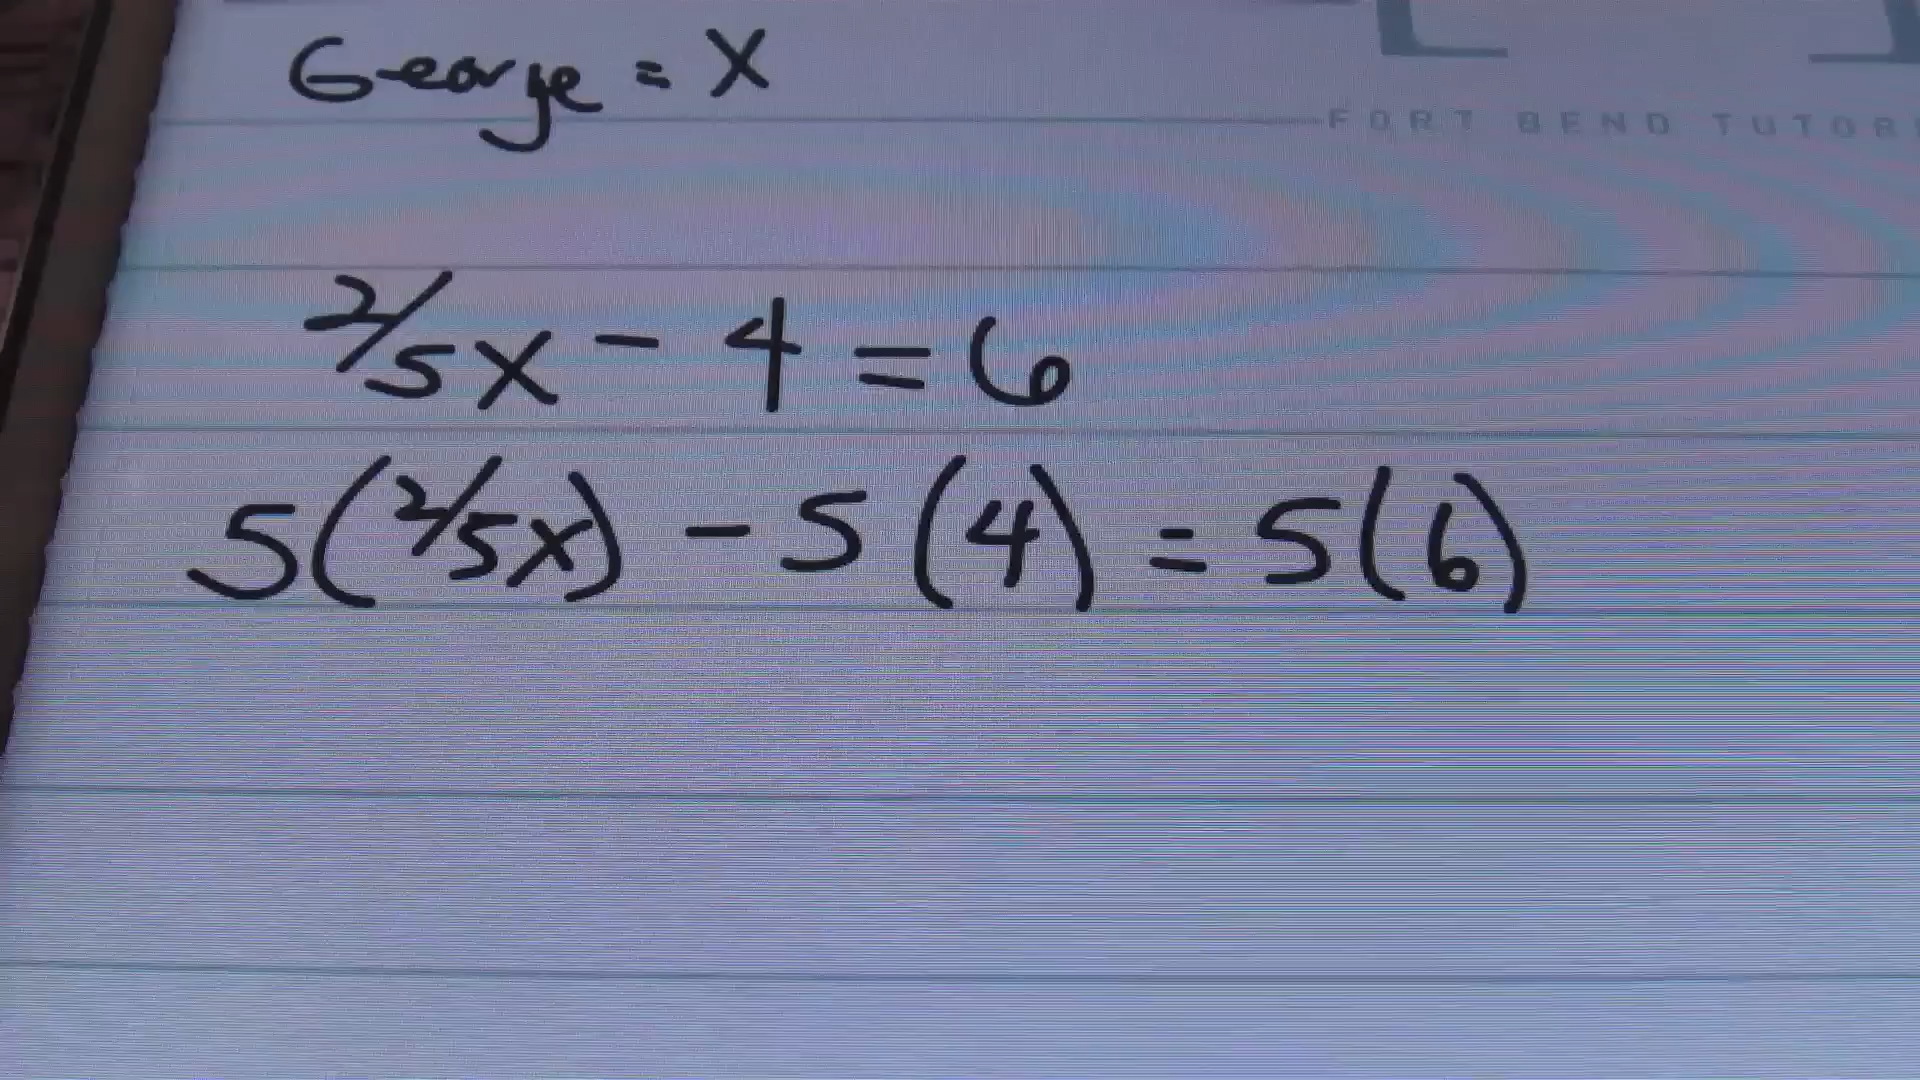 George = X
FORT BEND TUTOR
2/5x - 4 = 6
5(2/5x) - 5(4) = 5(6)